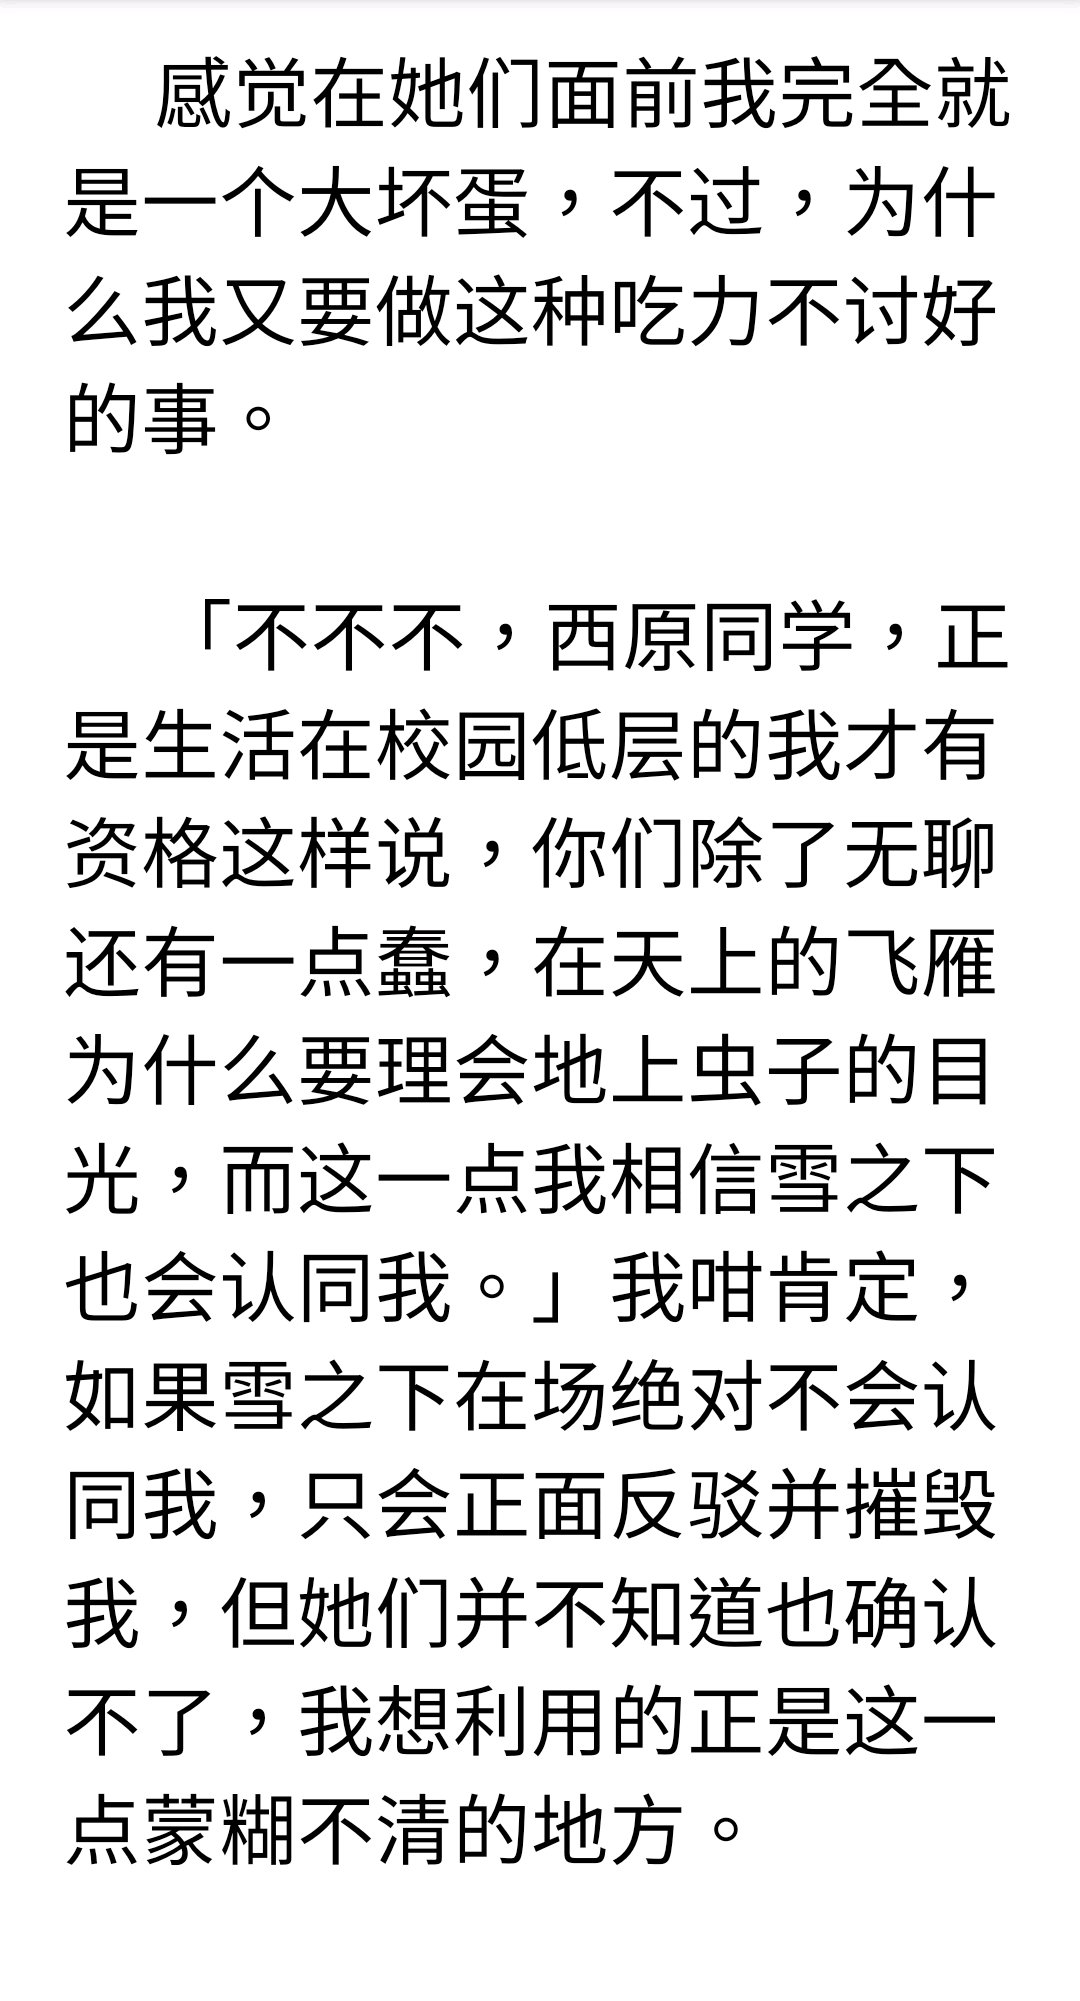 感觉在她们面前我完全就
是一个大坏蛋，不过，为什
么我又要做这种吃力不讨好
的事。
「不不不，西原同学，正
是生活在校园低层的我才有
资格这样说，你们除了无聊
还有一点蠢，在天上的飞雁
为什么要理会地上虫子的目
光，而这一点我相信雪之下
也会认同我。」我咁肯定，
如果雪之下在场绝对不会认
同我，只会正面反驳并摧毁
我，但她们并不知道也确认
不了，我想利用的正是这一
点蒙糊不清的地方。